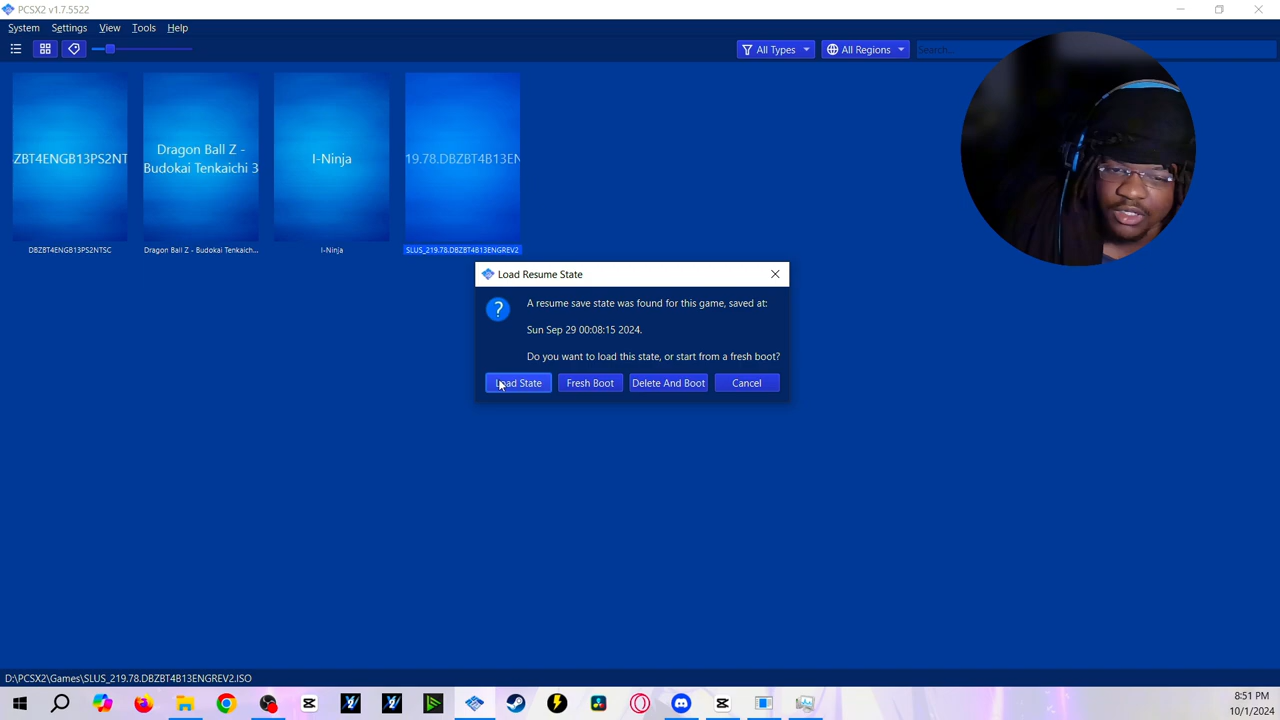 PCSX2 v1.7.5522
System Settings View Tools Help
All Types
All Regions
Search...
ZBT4ENGB13PS2NT
Dragon Ball Z -
Budokai Tenkaichi 3
I-Ninja
19.78.DBZBT4B13EN
DBZBT4ENGB13PS2NTSC
Dragon Ball Z - Budokai Tenkaich...
I-Ninja
SLUS_219.78.DBZBT4B13ENGREV2
Load Resume State
A resume save state was found for this game, saved at:
Sun Sep 29 00:08:15 2024.
Do you want to load this state, or start from a fresh boot?
Load State Fresh Boot Delete And Boot Cancel
D:\PCSX2\Games\SLUS_219.78.DBZBT4B13ENGREV2.ISO
8:51 PM
10/1/2024